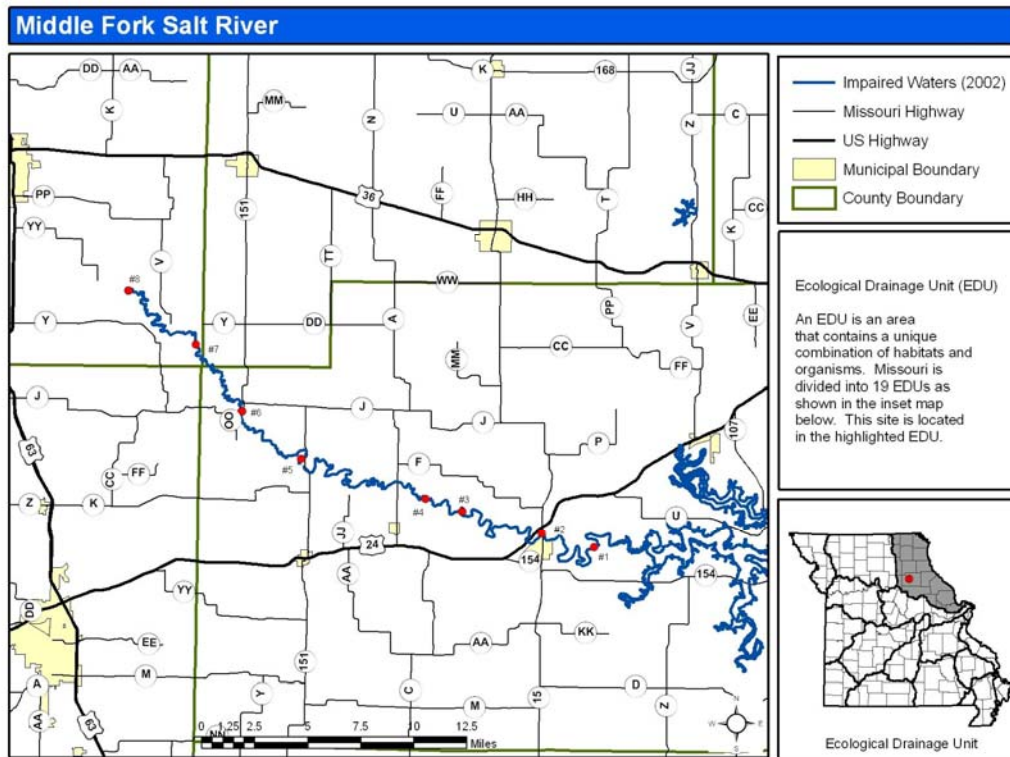 Middle Fork Salt River
DD AA
K
168
JJ
K
MM
N
U AA
Z
C
PP
151
36
FF
HH
T
CC
K
YY
V
TT
WW
#8
PP
EE
Y
Y DD
A
V
#7
MM
CC
FF
J
OO
#6
J
J
107
63
P
CC FF
#5
F
Z K
#4
#3
JJ
#2
U
24
154
#1
AA
154
DD
YY
EE
AA
KK
A
M
151
Y
C
15
D
M
Z
AA
63
NN
0 1.25 2.5 5 7.5 10 12.5
Miles
N
W E
S
Impaired Waters (2002)
Missouri Highway
US Highway
Municipal Boundary
County Boundary
Ecological Drainage Unit (EDU)
An EDU is an area
that contains a unique
combination of habitats and
organisms. Missouri is
divided into 19 EDUs as
shown in the inset map
below. This site is located
in the highlighted EDU.
Ecological Drainage Unit